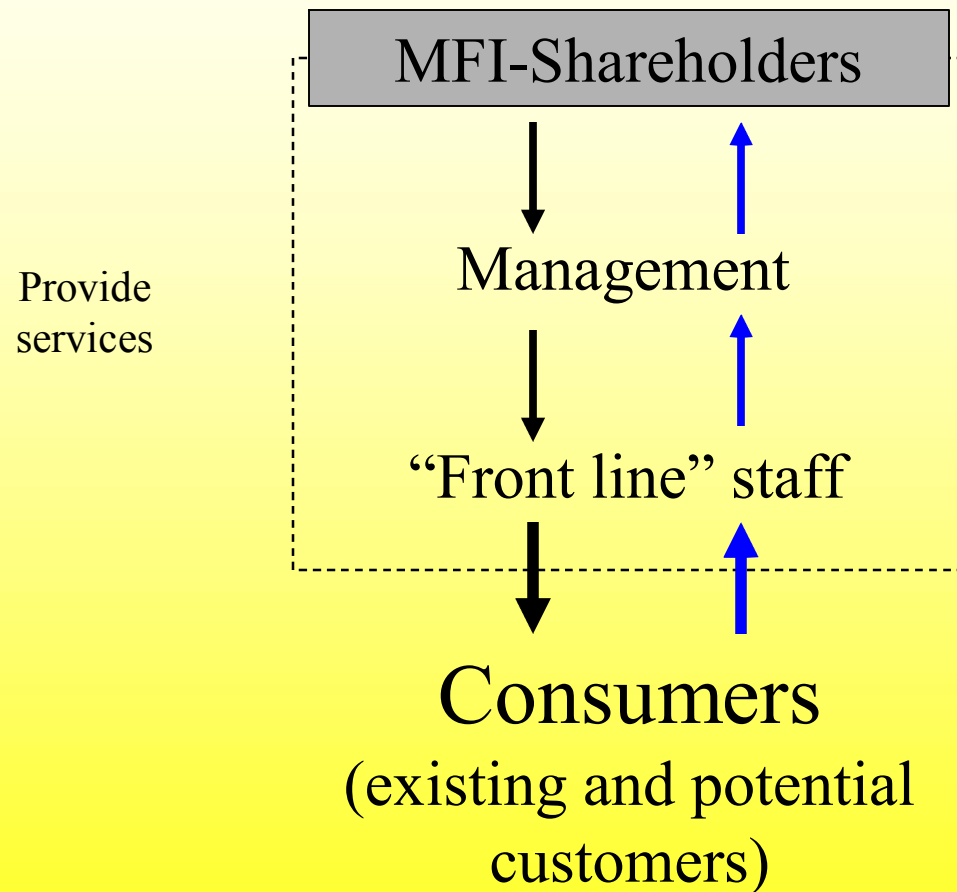 MFI-Shareholders
Management
Provide
services
“Front line” staff
Consumers
(existing and potential
customers)